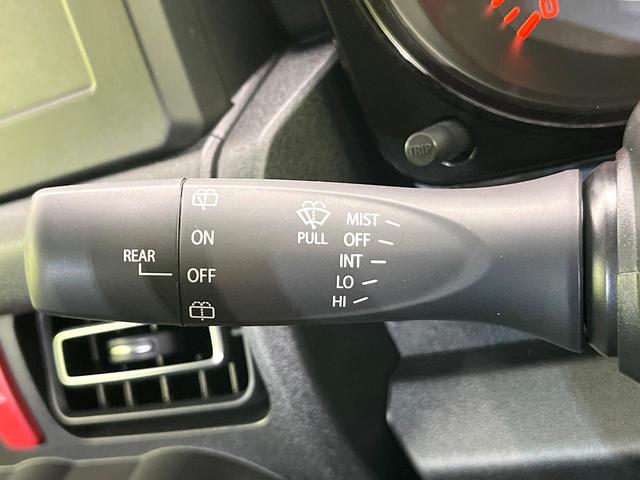 TRIP
ON
REAR
OFF
PULL
MIST
OFF
INT
LO
HI